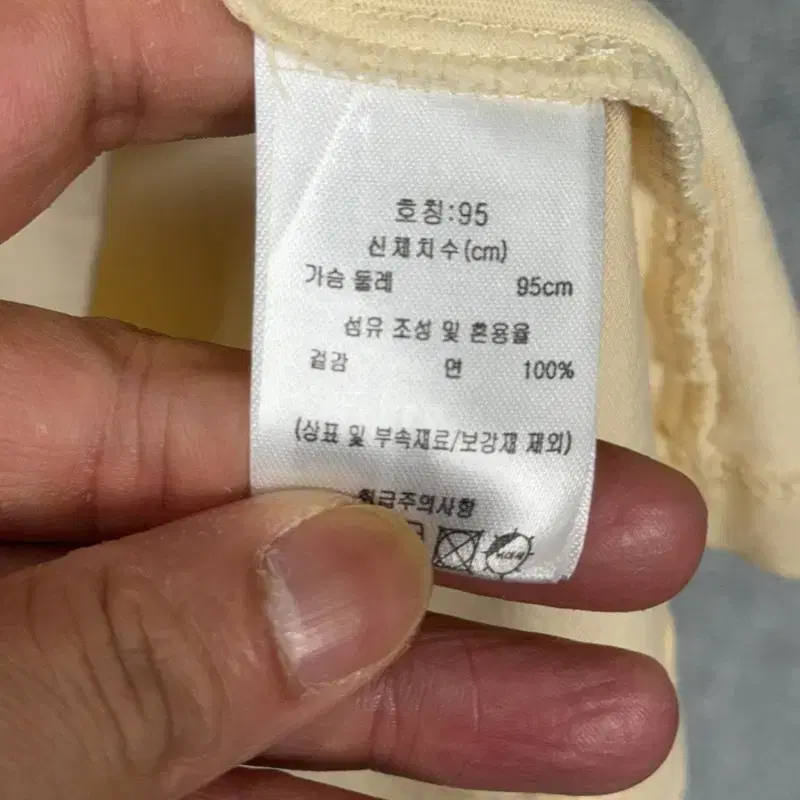 호칭:95
신체치수(cm)
가슴 둘레 95cm
섬유 조성 및 혼용율
겉감 면 100%
(상표 및 부속재료/보강재 제외)
취급주의사항